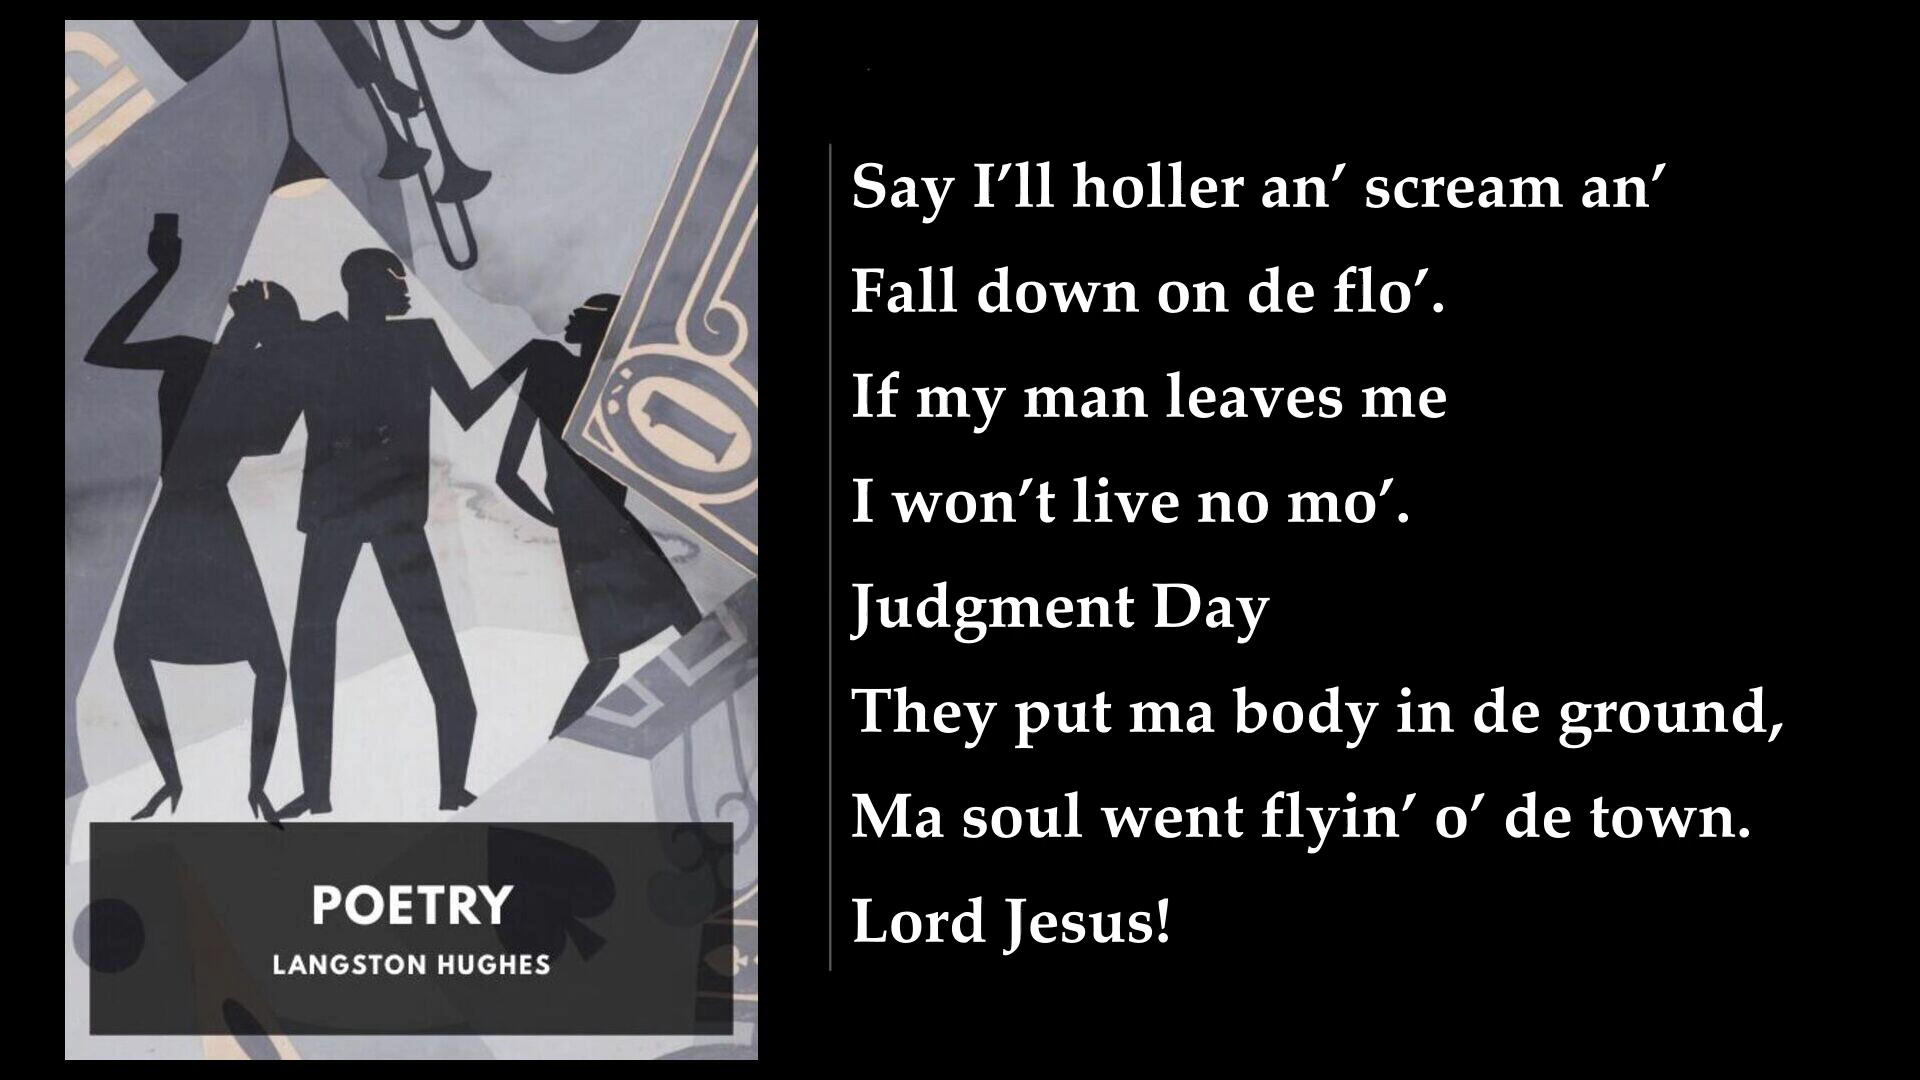 POETRY
LANGSTON HUGHES
Say I’ll holler an’ scream an’
Fall down on de flo’.
If my man leaves me
I won’t live no mo’.
Judgment Day
They put ma body in de ground,
Ma soul went flyin’ o’ de town.
Lord Jesus!